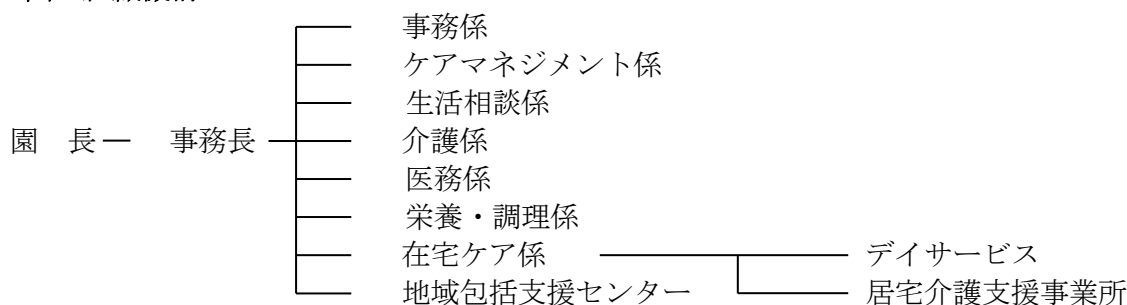 事務係
ケアマネジメント係
生活相談係
園　長 事務長 介護係
医務係
栄養・調理係
在宅ケア係 デイサービス
地域包括支援センター 居宅介護支援事業所